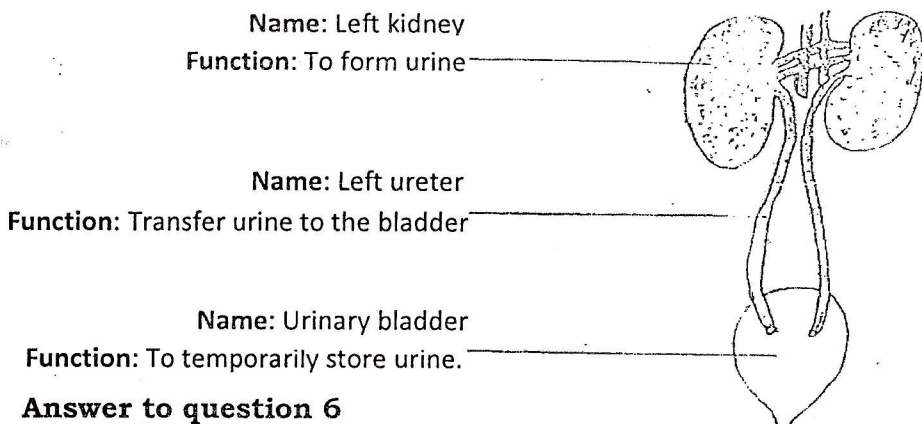 Name: Left kidney
Function: To form urine
Name: Left ureter
Function: Transfer urine to the bladder
Name: Urinary bladder
Function: To temporarily store urine.
Answer to question 6